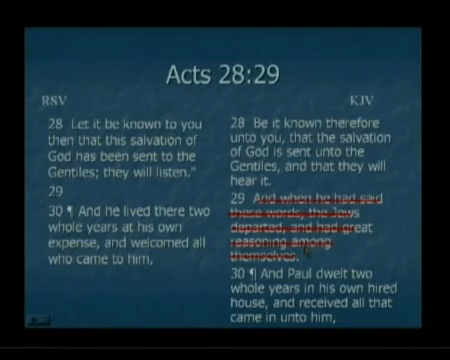 Acts 28:29
RSV
28 Let it be known to you
then that this salvation of
God has been sent to the
Gentiles; they will listen."
29
30 ¶ And he lived there two
whole years at his own
expense, and welcomed all
who came to him,
KJV
28 Be it known therefore
unto you, that the salvation
of God is sent unto the
Gentiles, and that they will
hear it.
29 And when he had said
these words, the Jews
departed, and had great
reasoning among
themselves.
30 ¶ And Paul dwelt two
whole years in his own hired
house, and received all that
came in unto him,